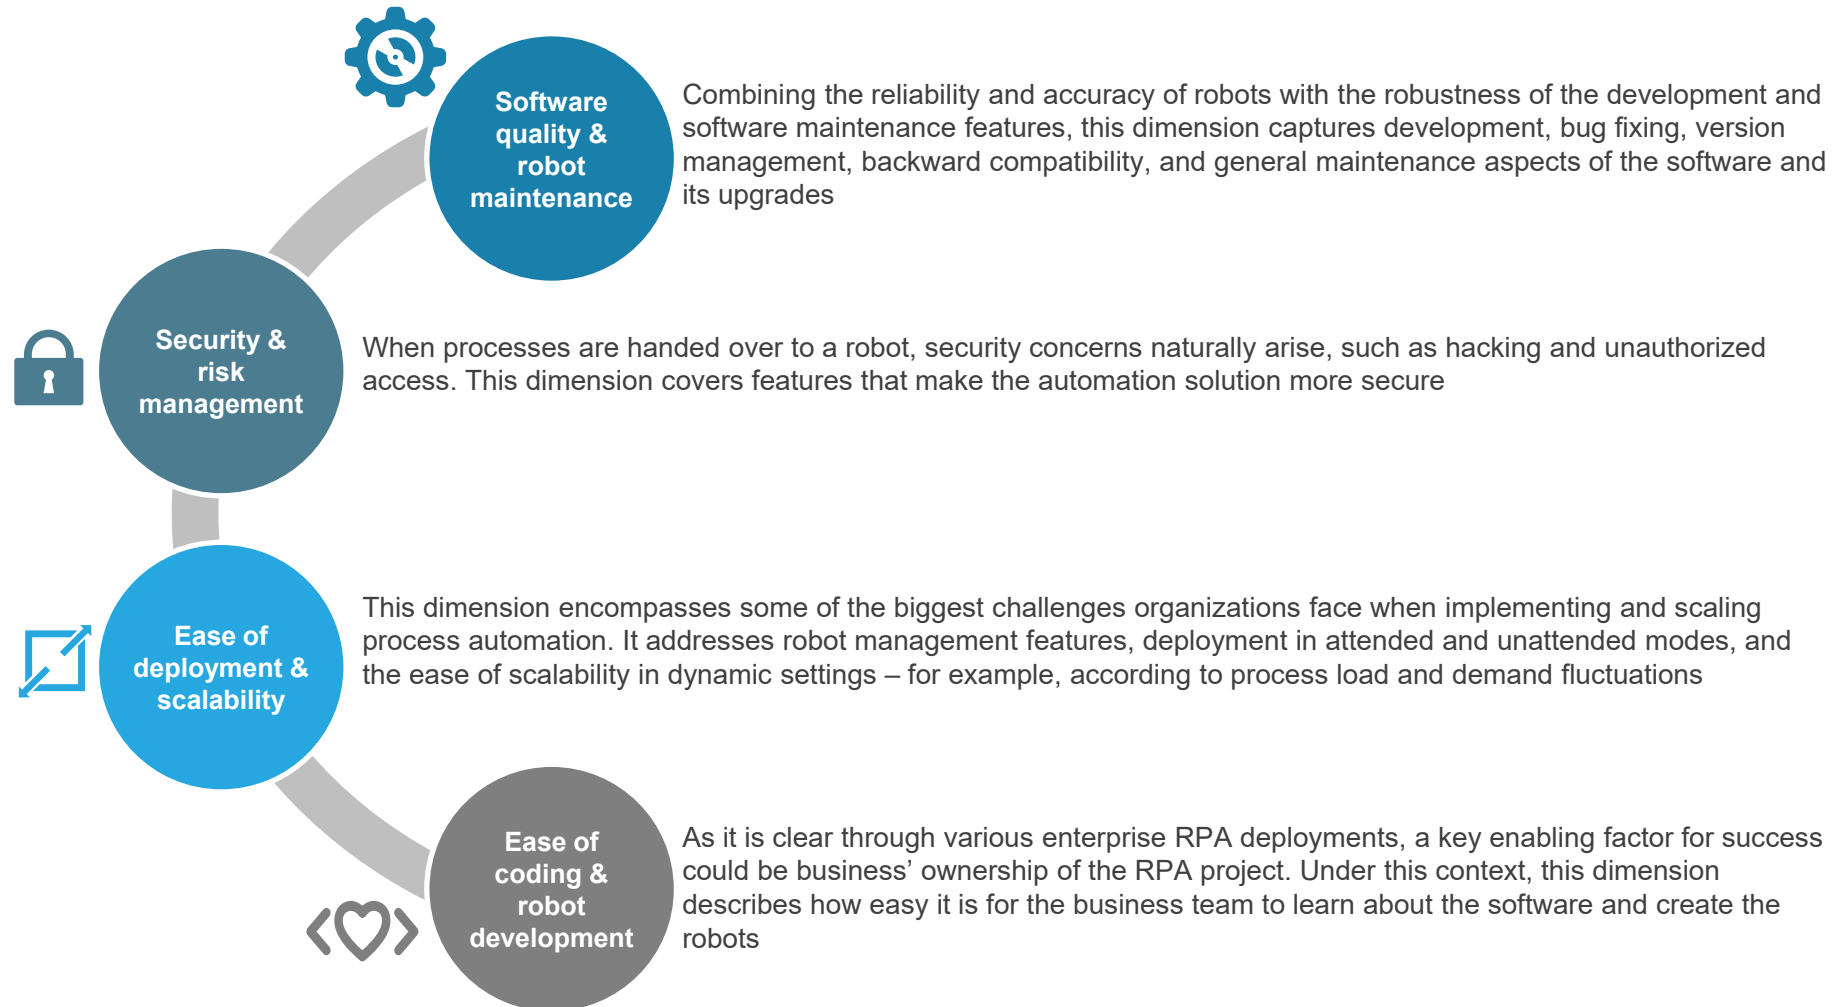 Software
quality &
robot
maintenance
Combining the reliability and accuracy of robots with the robustness of the development and
software maintenance features, this dimension captures development, bug fixing, version
management, backward compatibility, and general maintenance aspects of the software and
its upgrades
Security &
risk
management
When processes are handed over to a robot, security concerns naturally arise, such as hacking and unauthorized
access. This dimension covers features that make the automation solution more secure
Ease of
deployment &
scalability
This dimension encompasses some of the biggest challenges organizations face when implementing and scaling
process automation. It addresses robot management features, deployment in attended and unattended modes, and
the ease of scalability in dynamic settings – for example, according to process load and demand fluctuations
Ease of
coding &
robot
development
As it is clear through various enterprise RPA deployments, a key enabling factor for success
could be business’ ownership of the RPA project. Under this context, this dimension
describes how easy it is for the business team to learn about the software and create the
robots